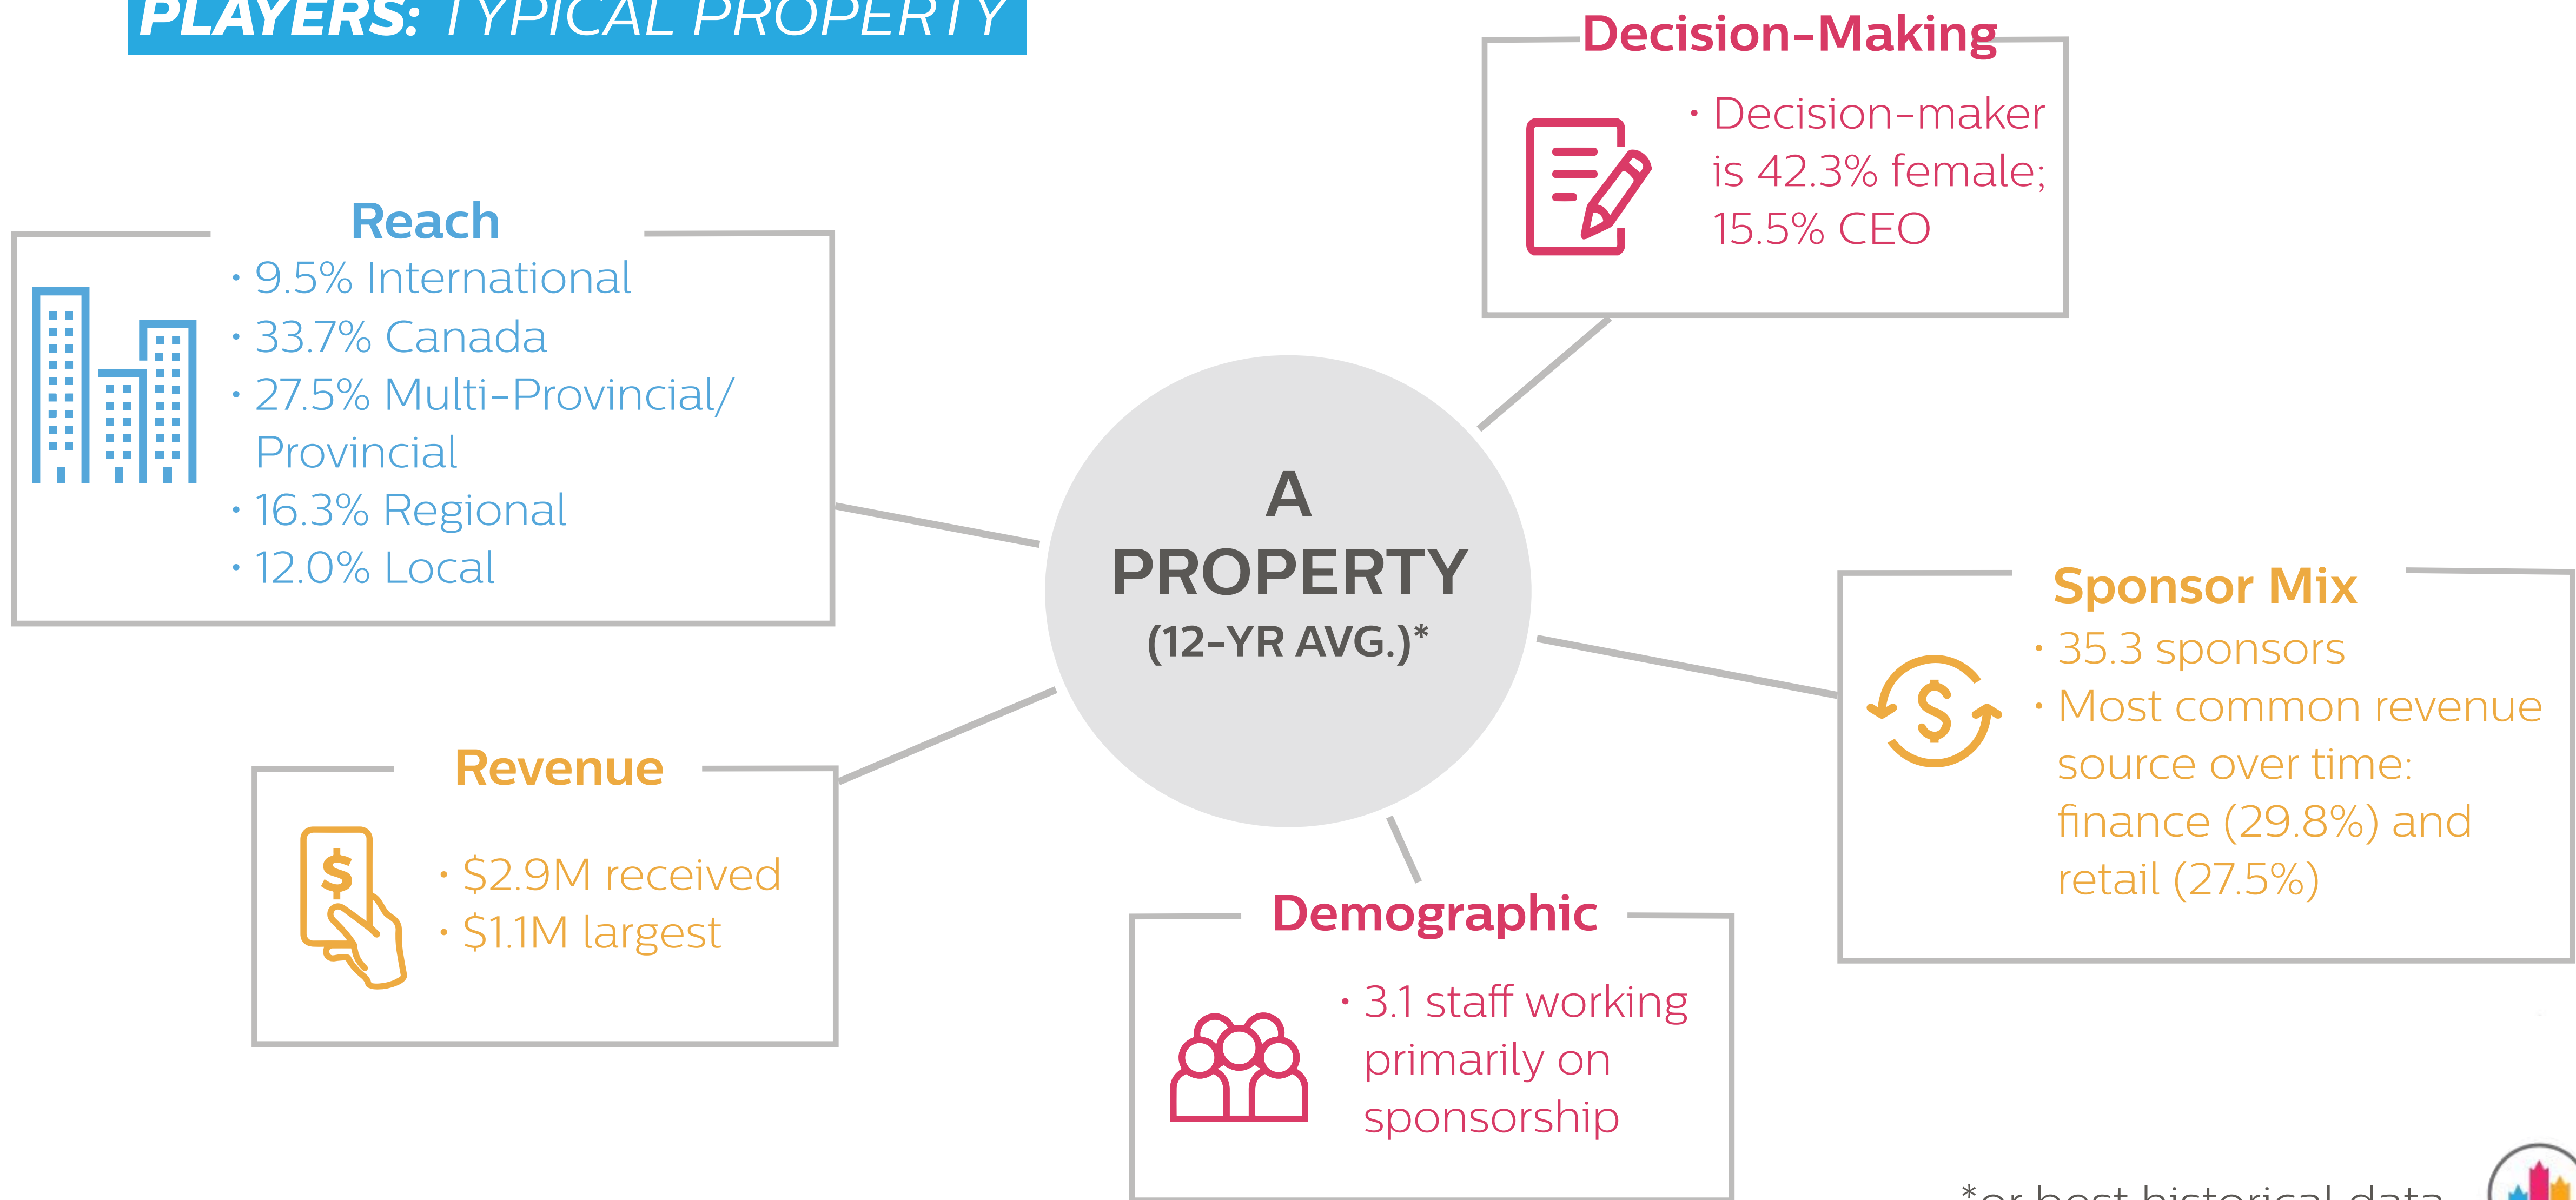 PLAYERS: TYPICAL PROPERTY
Decision-Making
• Decision-maker
is 42.3% female;
15.5% CEO
Reach
• 9.5% International
• 33.7% Canada
• 27.5% Multi-Provincial/
Provincial
• 16.3% Regional
• 12.0% Local
A
PROPERTY
(12-YR AVG.)*
Sponsor Mix
• 35.3 sponsors
• Most common revenue
source over time:
finance (29.8%) and
retail (27.5%)
Revenue
• $2.9M received
• $1.1M largest
$
$
Demographic
• 3.1 staff working
primarily on
sponsorship
*or best historical data